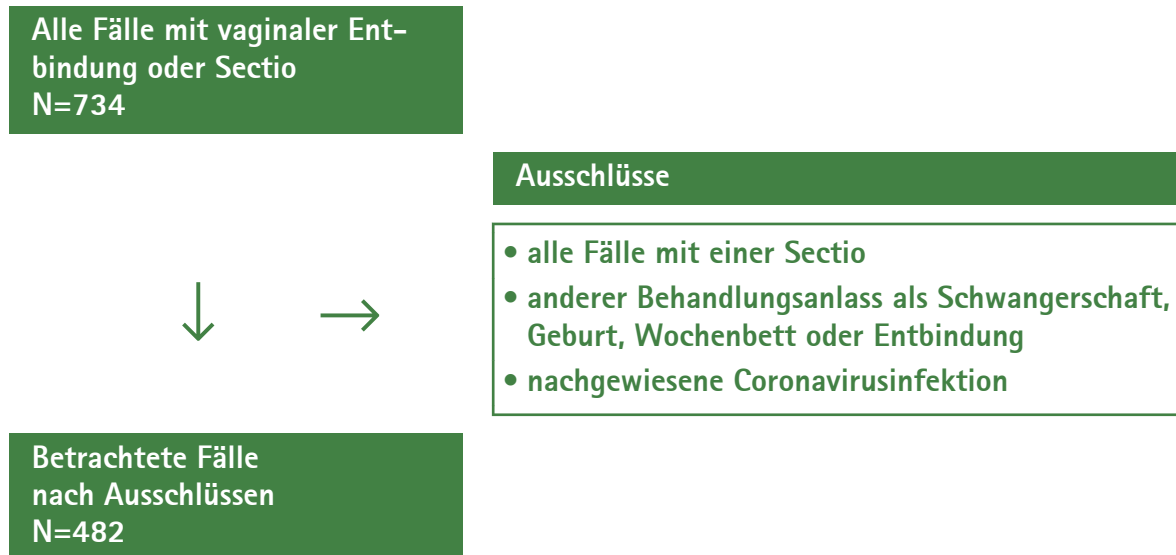 Alle Fälle mit vaginaler Ent-
bindung oder Sectio
N=734
Ausschlüsse
• alle Fälle mit einer Sectio
• anderer Behandlungsanlass als Schwangerschaft,
Geburt, Wochenbett oder Entbindung
• nachgewiesene Coronavirusinfektion
Betrachtete Fälle
nach Ausschlüssen
N=482